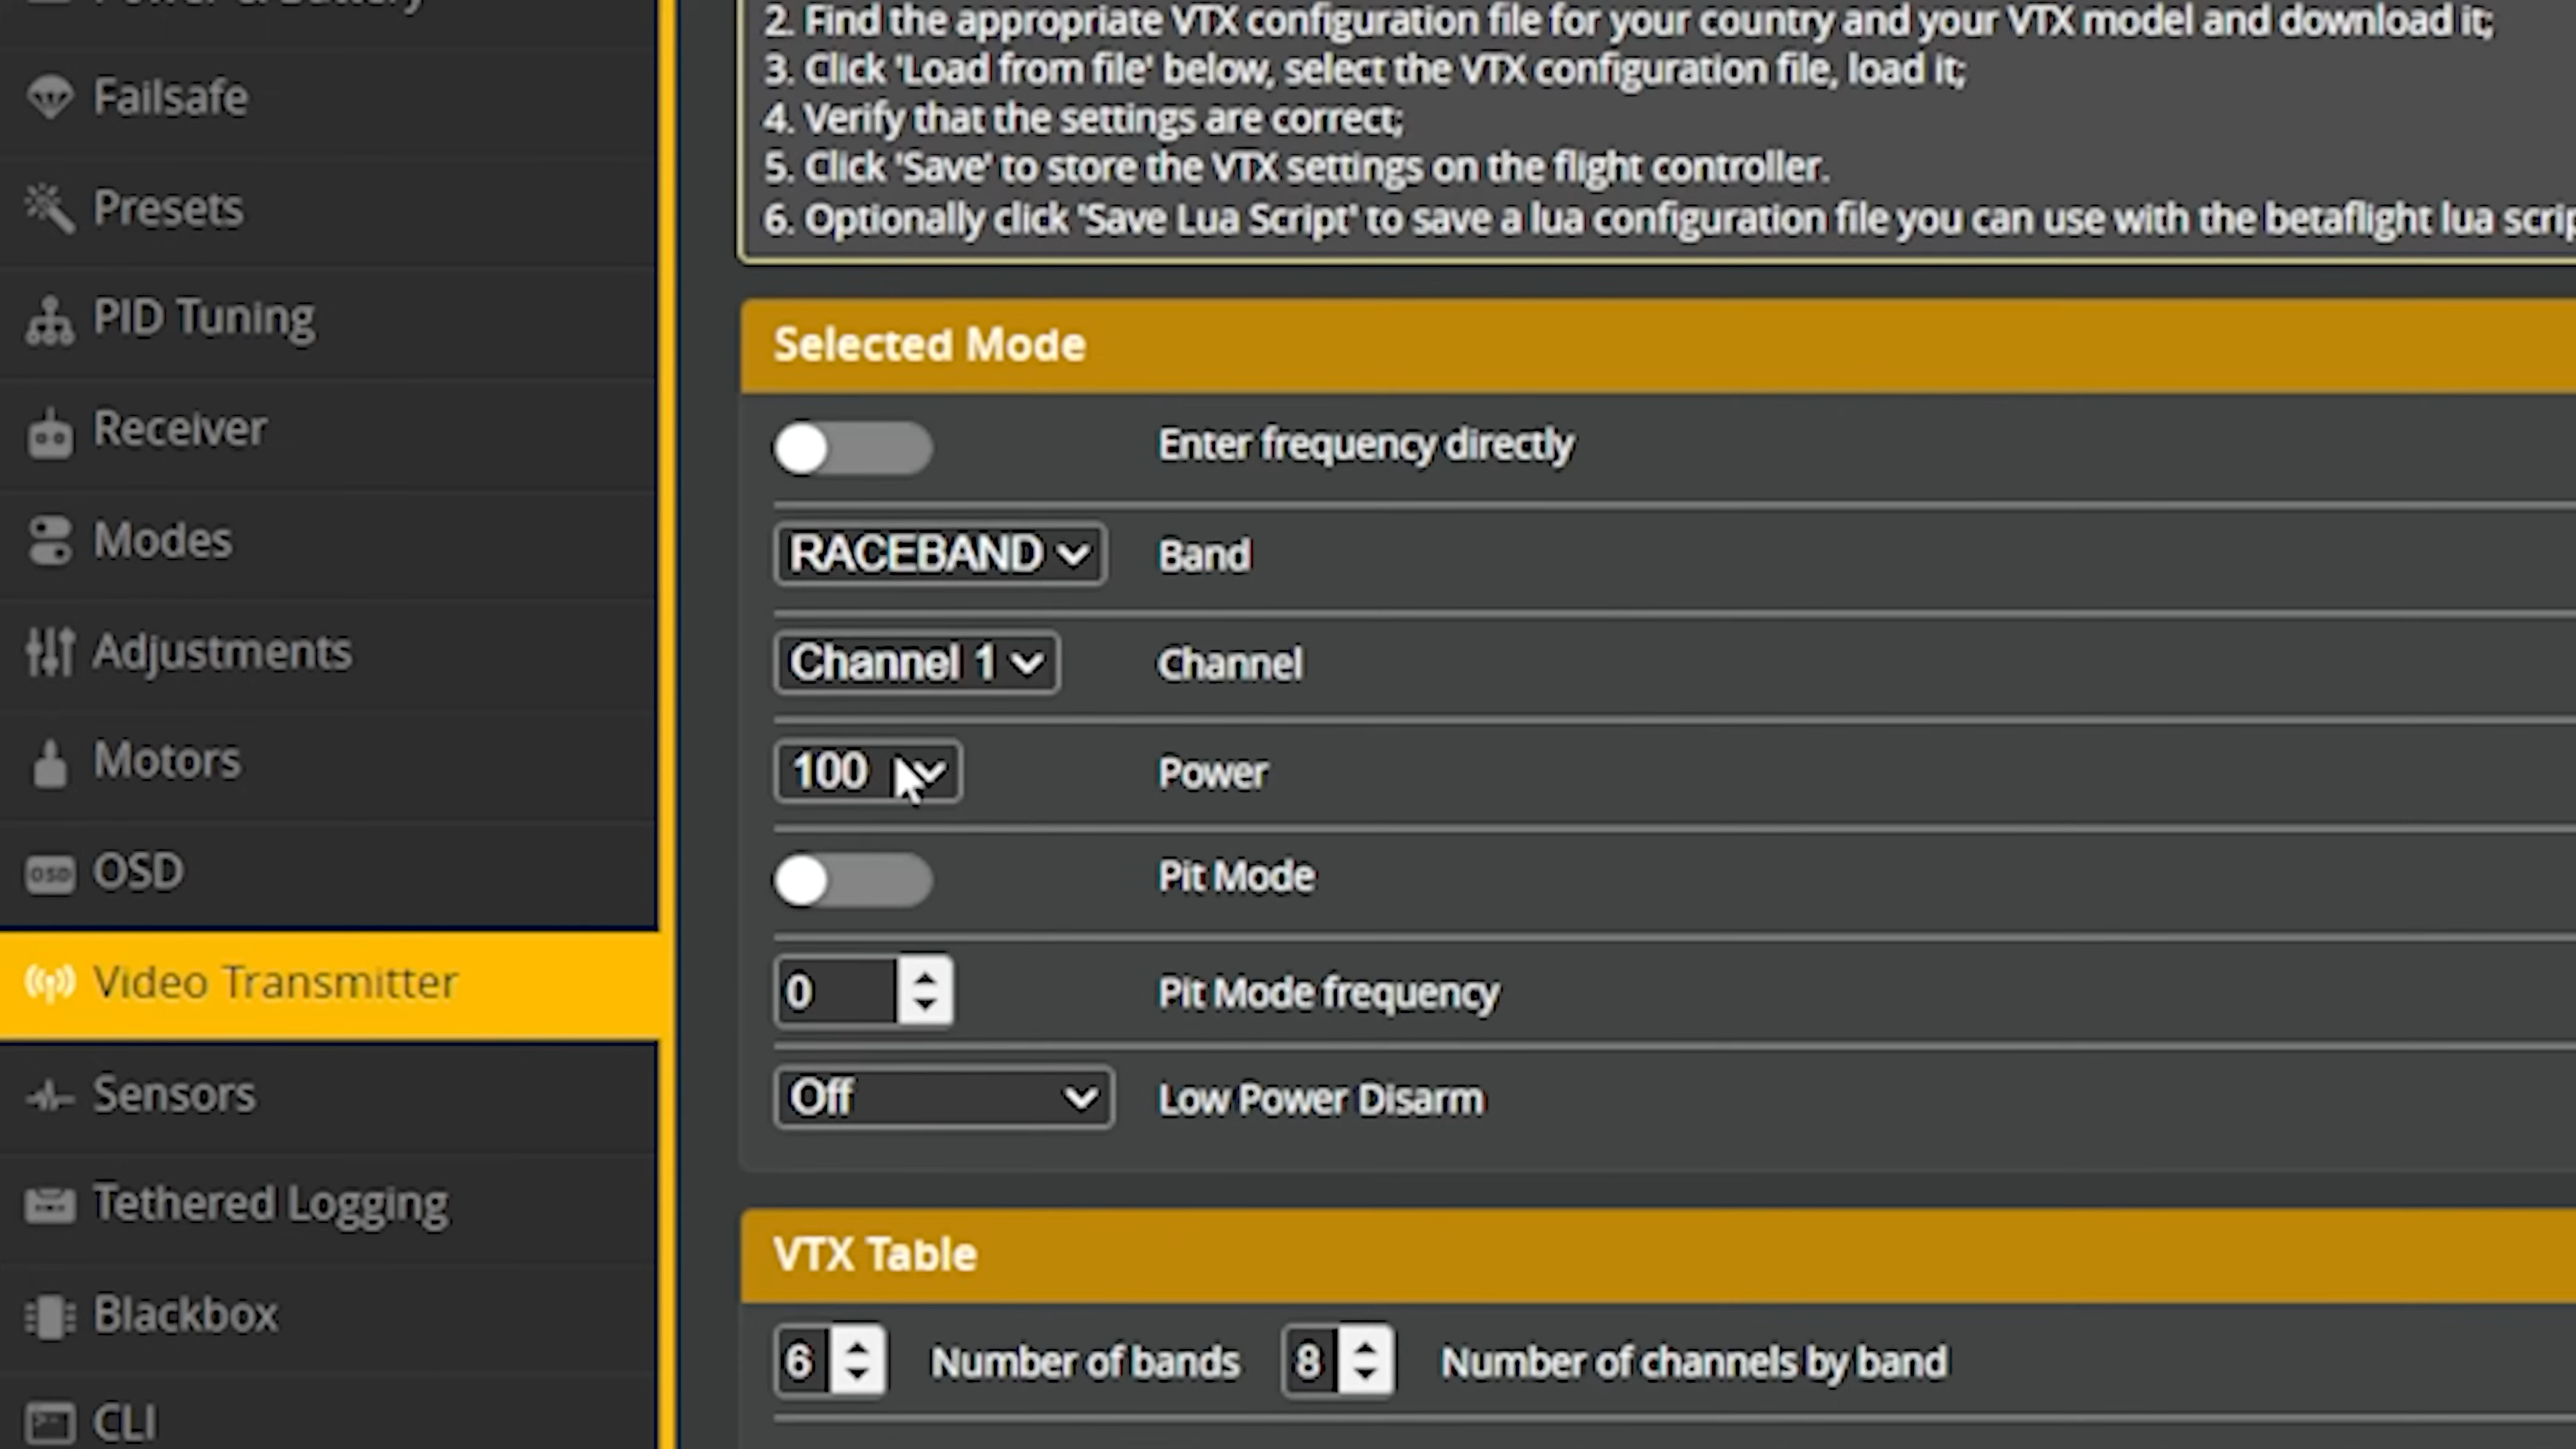 Failsafe
Presets
PID Tuning
Receiver
Modes
Adjustments
Motors
OSD
Video Transmitter
Sensors
Tethered Logging
Blackbox
CLI
2. Find the appropriate VTX configuration file for your country and your VTX model and download it;
3. Click 'Load from file' below, select the VTX configuration file, load it;
4. Verify that the settings are correct;
5. Click 'Save' to store the VTX settings on the flight controller.
6. Optionally click 'Save Lua Script' to save a lua configuration file you can use with the betaflight lua scrip
Selected Mode
Enter frequency directly
RACEBAND Band
Channel 1 Channel
100 Power
Pit Mode
0 Pit Mode frequency
Off Low Power Disarm
VTX Table
6 Number of bands 8 Number of channels by band